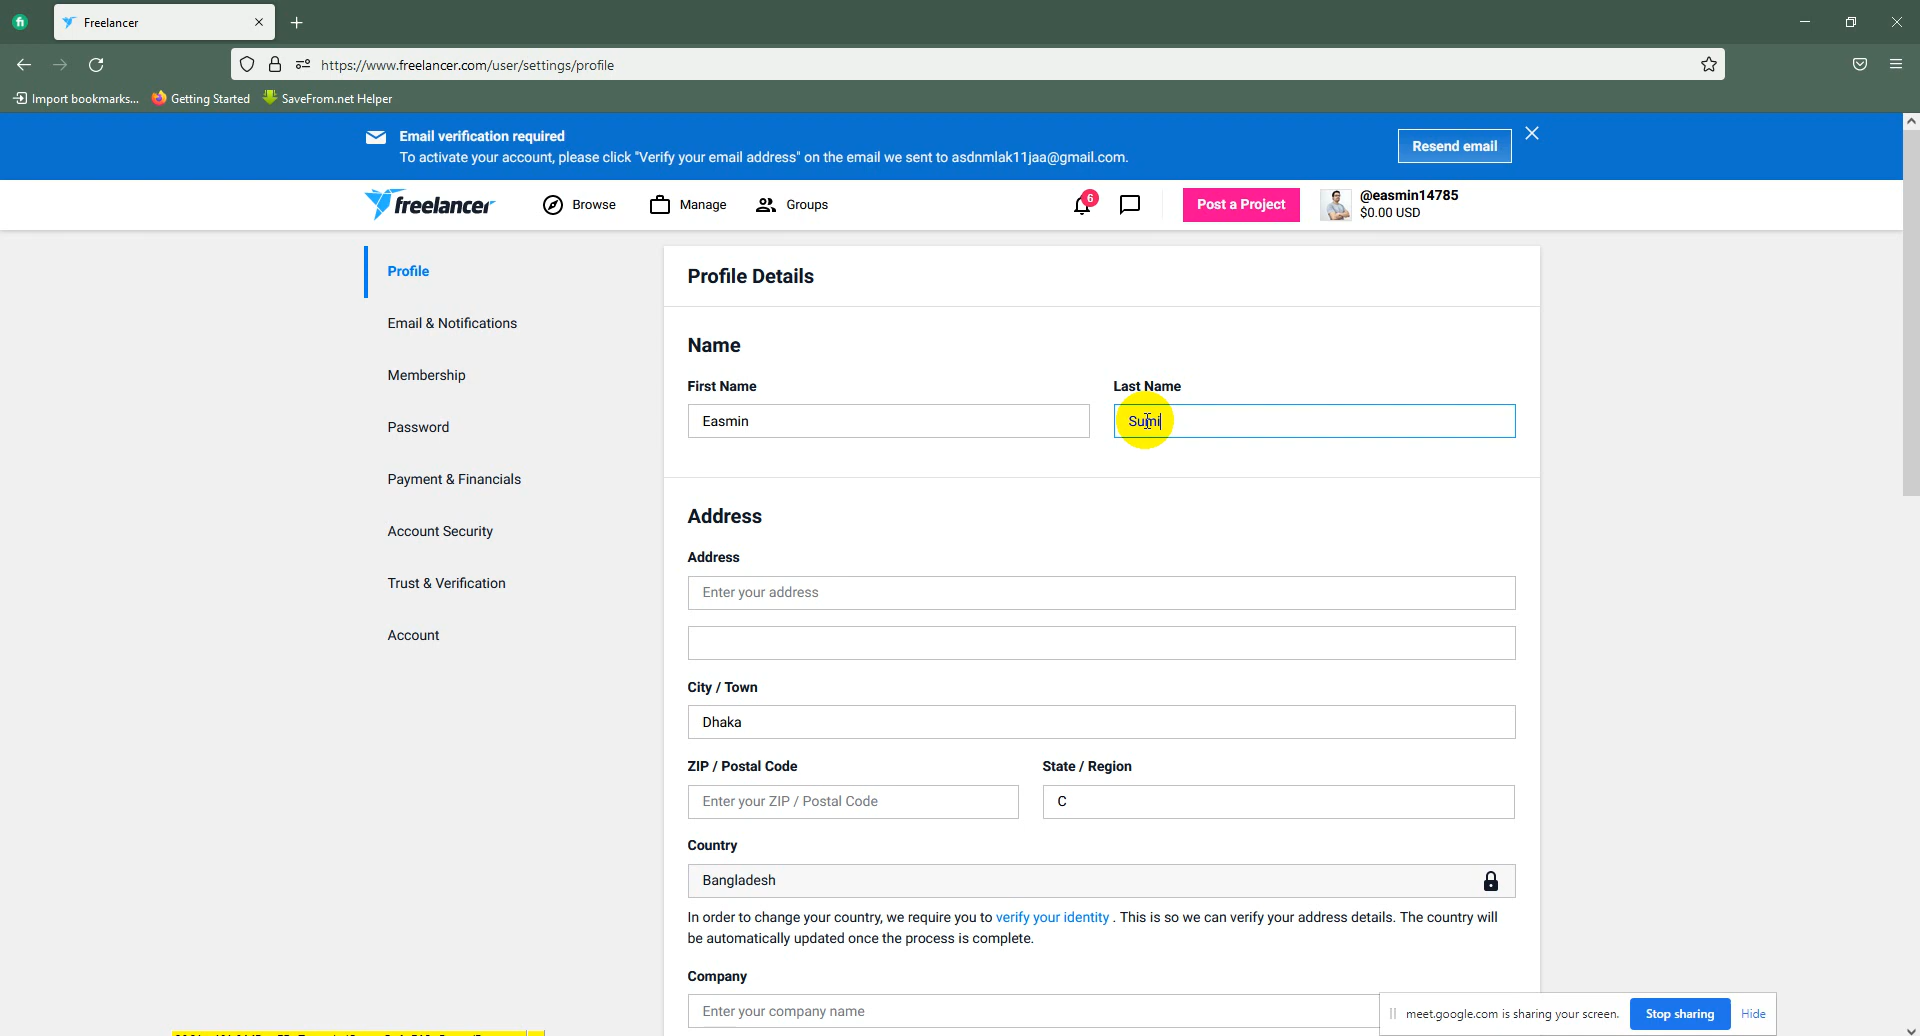 Freelancer
https://www.freelancer.com/user/settings/profile
Import bookmarks...
Getting Started
SaveFrom.net Helper
Email verification required
To activate your account, please click "Verify your email address" on the email we sent to asdnmlak11jaa@gmail.com.
Resend email
freelancer
Browse
Manage
Groups
6
Post a Project
@easmin14785
$0.00 USD
Profile
Email & Notifications
Membership
Password
Payment & Financials
Account Security
Trust & Verification
Account
Profile Details
Name
First Name
Last Name
Easmin
Sumi
Address
Address
Enter your address
City / Town
Dhaka
ZIP / Postal Code
State / Region
Enter your ZIP / Postal Code
C
Country
Bangladesh
In order to change your country, we require you to verify your identity . This is so we can verify your address details. The country will
be automatically updated once the process is complete.
Company
Enter your company name
meet.google.com is sharing your screen.
Stop sharing
Hide